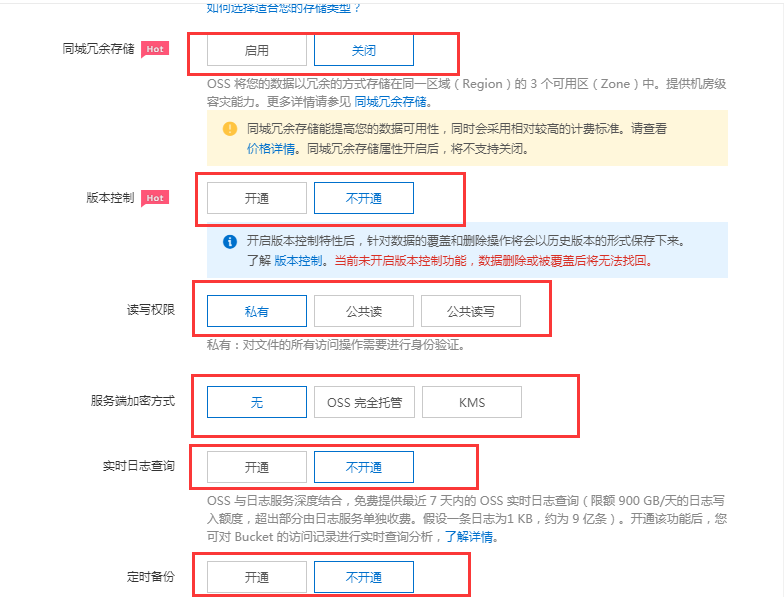 如何选择适合您的存储类型？
同城冗余存储 Hot 启用 关闭
OSS 将您的数据以冗余的方式存储在同一区域（Region）的 3 个可用区（Zone）中。提供机房级
容灾能力。更多详情请参见 同城冗余存储。
同城冗余存储能提高您的数据可用性，同时会采用相对较高的计费标准。请查看
价格详情。同城冗余存储属性开启后，将不支持关闭。
版本控制 Hot 开通 不开通
开启版本控制特性后，针对数据的覆盖和删除操作将会以历史版本的形式保存下来。
了解 版本控制。当前未开启版本控制功能，数据删除或被覆盖后将无法找回。
读写权限 私有 公共读 公共读写
私有：对文件的所有访问操作需要进行身份验证。
服务端加密方式 无 OSS 完全托管 KMS
实时日志查询 开通 不开通
OSS 与日志服务深度结合，免费提供最近 7 天内的 OSS 实时日志查询（限额 900 GB/天的日志写
入额度，超出部分由日志服务单独收费。假设一条日志为1 KB，约为 9 亿条）。开通该功能后，您
可对 Bucket 的访问记录进行实时查询分析，了解详情。
定时备份 开通 不开通